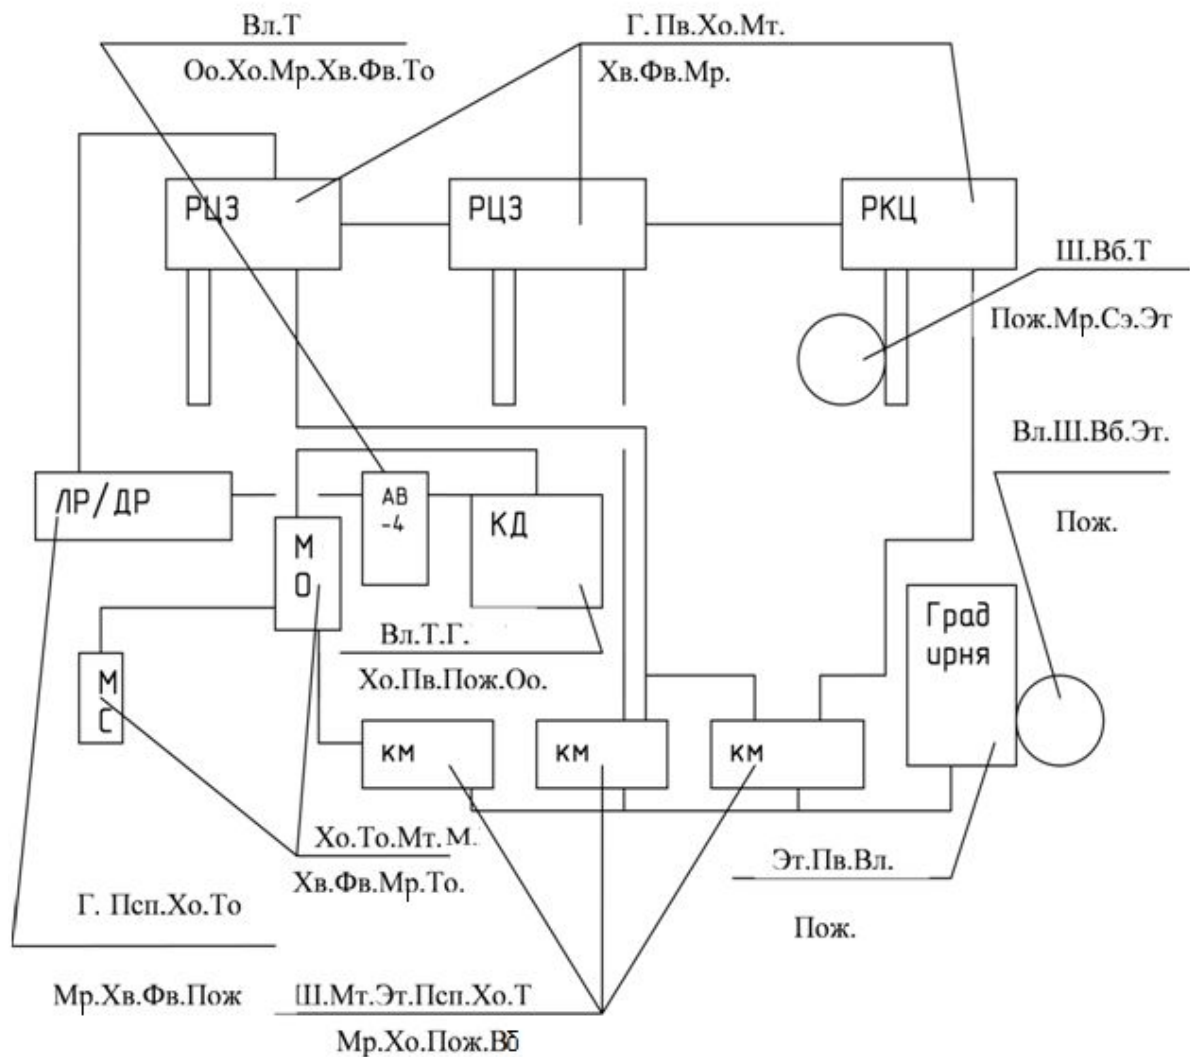 Вл.Т
Оо.Хо.Мр.Хв.Фв.То
Г. Пв.Хо.Мт.
Хв.Фв.Мр.
РЦЗ
РЦЗ
РКЦ
Ш.Вб.Т
Пож.Мр.Сэ.Эт
Вл.Ш.Вб.Эт.
Пож.
ЛР/ДР
АВ
-4
КД
М
О
Град
ирня
Вл.Т.Г.
Хо.Пв.Пож.Оо.
М
С
км
км
км
Хо.То.Мт.М.
Хв.Фв.Мр.То.
Эт.Пв.Вл.
Пож.
Г. Псп.Хо.То
Мр.Хв.Фв.Пож
Ш.Мт.Эт.Псп.Хо.Т
Мр.Хо.Пож.Вб